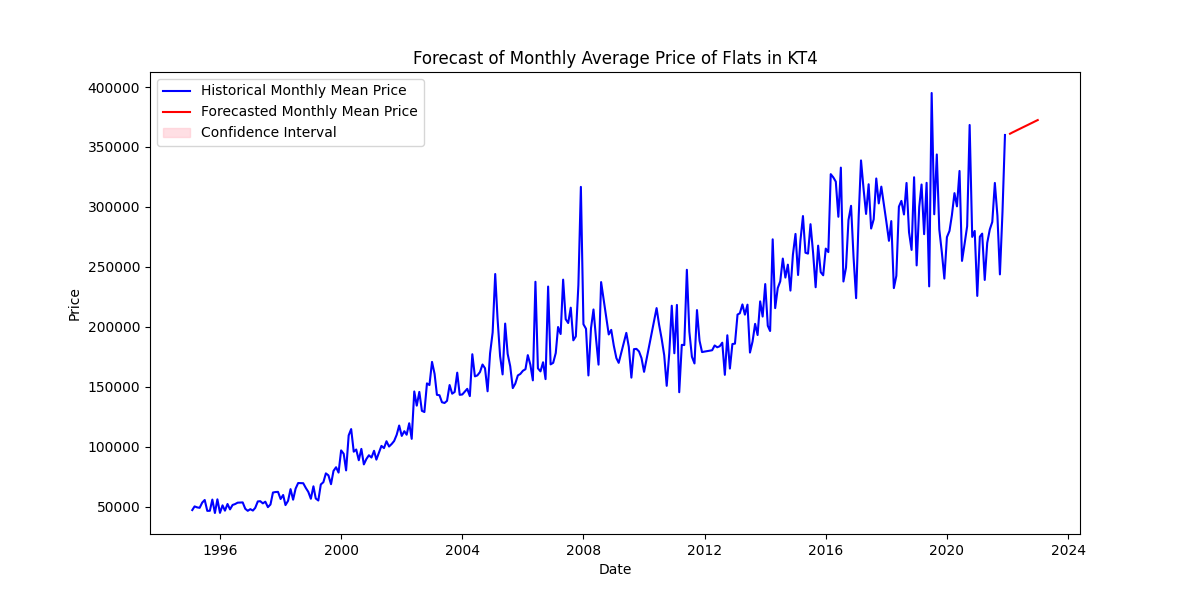 Forecast of Monthly Average Price of Flats in KT4
Historical Monthly Mean Price
Forecasted Monthly Mean Price
Confidence Interval
Price
400000
350000
300000
250000
200000
150000
100000
50000
1996 2000 2004 2008 2012 2016 2020 2024
Date